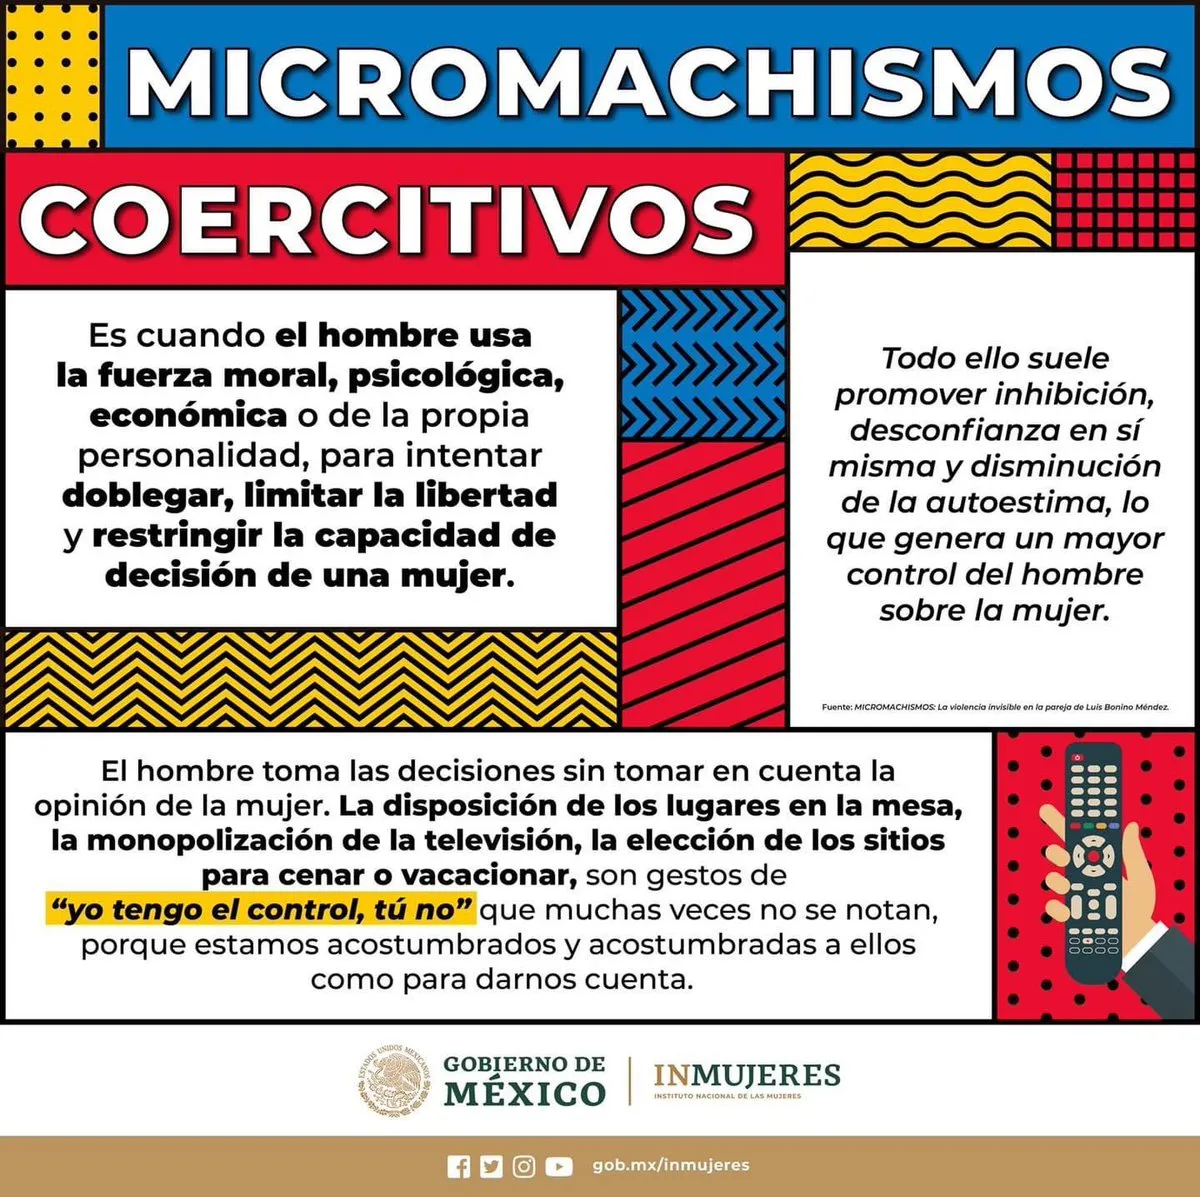 MICROMACHISMOS
COERCITIVOS
Es cuando el hombre usa
la fuerza moral, psicológica,
económica o de la propia
personalidad, para intentar
doblegar, limitar la libertad
y restringir la capacidad de
decisión de una mujer.
Todo ello suele
promover inhibición,
desconfianza en sí
misma y disminución
de la autoestima, lo
que genera un mayor
control del hombre
sobre la mujer.
Fuente: MICROMACHISMOS: La violencia invisible en la pareja de Luis Bonino Méndez.
El hombre toma las decisiones sin tomar en cuenta la
opinión de la mujer. La disposición de los lugares en la mesa,
la monopolización de la televisión, la elección de los sitios
para cenar o vacacionar, son gestos de
“yo tengo el control, tú no” que muchas veces no se notan,
porque estamos acostumbrados y acostumbradas a ellos
como para darnos cuenta.
ESTADOS UNIDOS MEXICANOS
GOBIERNO DE
MÉXICO
INMUJERES
INSTITUTO NACIONAL DE LAS MUJERES
gob.mx/inmujeres